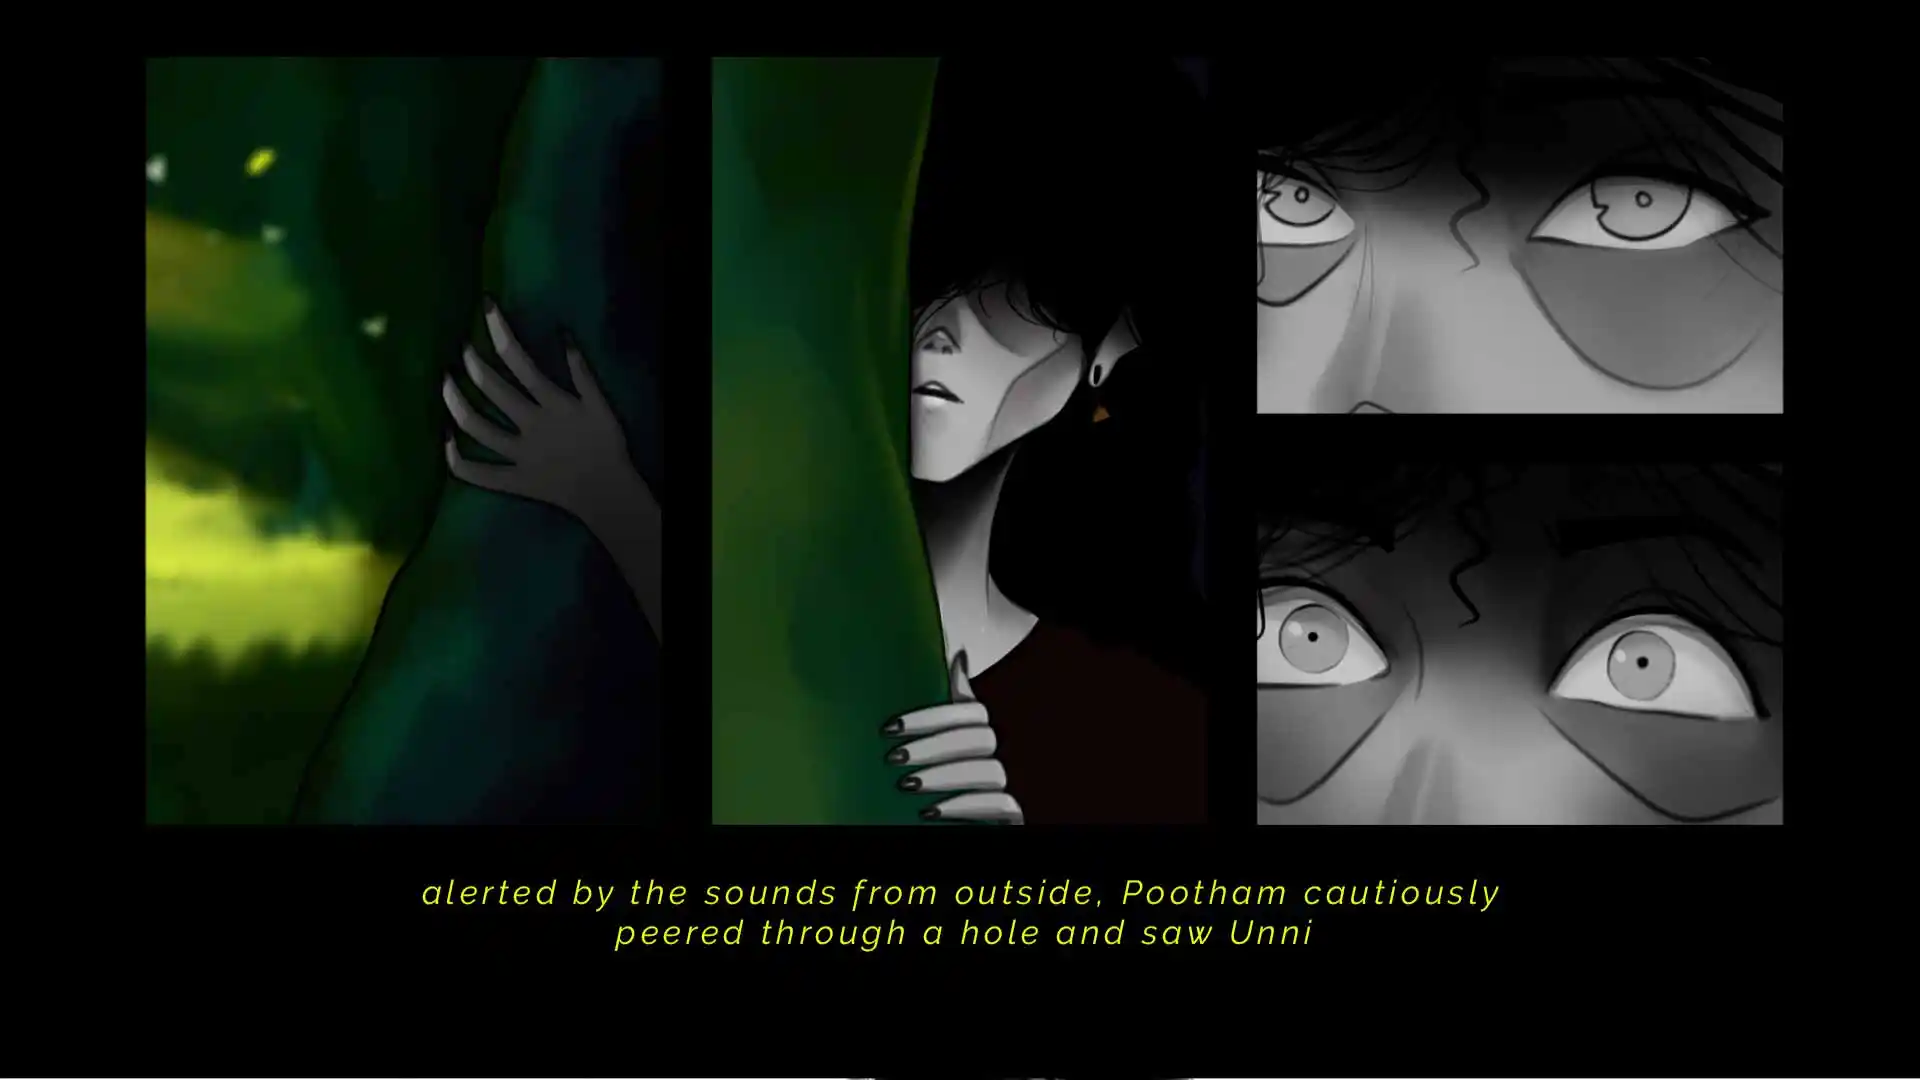 alerted by the sounds from outside, Pootham cautiously
peered through a hole and saw Unni